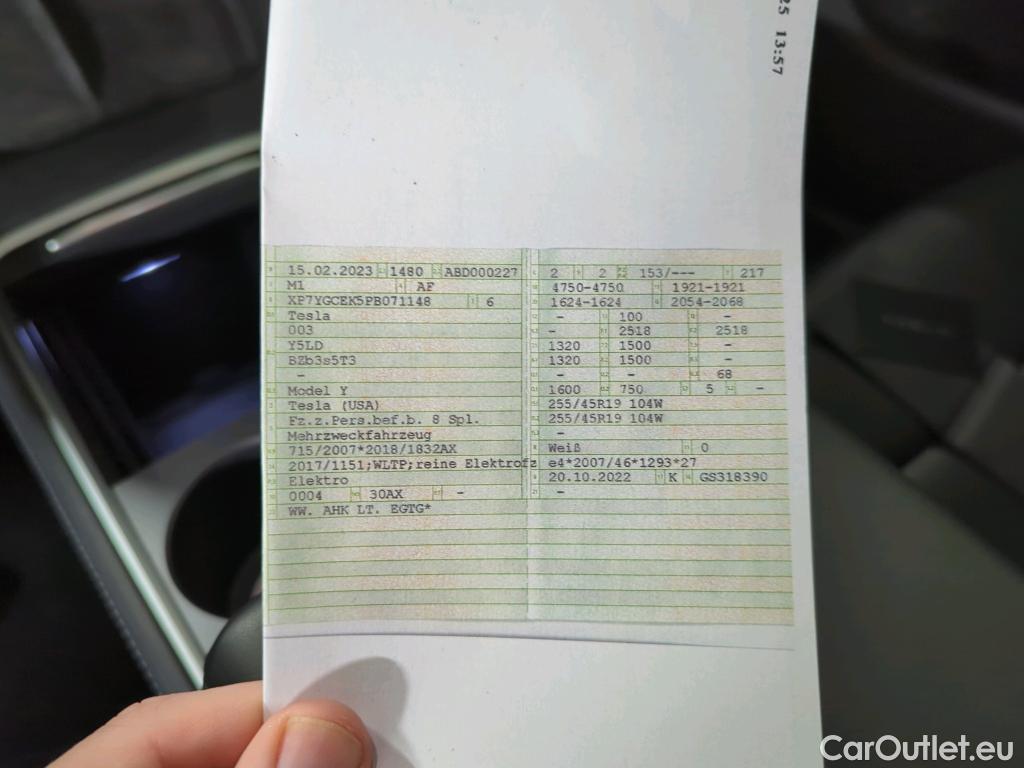 25 13:57
15.02.2023 1480 ABD000227
M1 AF
XP7YGCEK5PB071148 6
Tesla
003
Y5LD
BZb3s5T3
-
Model Y
Tesla (USA)
Fz.z.Pers.bef.b. 8 Spl.
Mehrzweckfahrzeug
715/2007*2018/1832AX
2017/1151;WLTP;reine Elektrofz
Elektro
0004 30AX -
WW. AHK LT. EGTG*
2 2 153/--- 217
4750-4750 1921-1921
1624-1624 2054-2068
- 100 -
- 2518 2518
1320 1500 -
1320 1500 -
- - 68
1600 750 5 -
255/45R19 104W
255/45R19 104W
-
Weiß 0
e4*2007/46*1293*27
20.10.2022 K GS318390
-
CarOutlet.eu